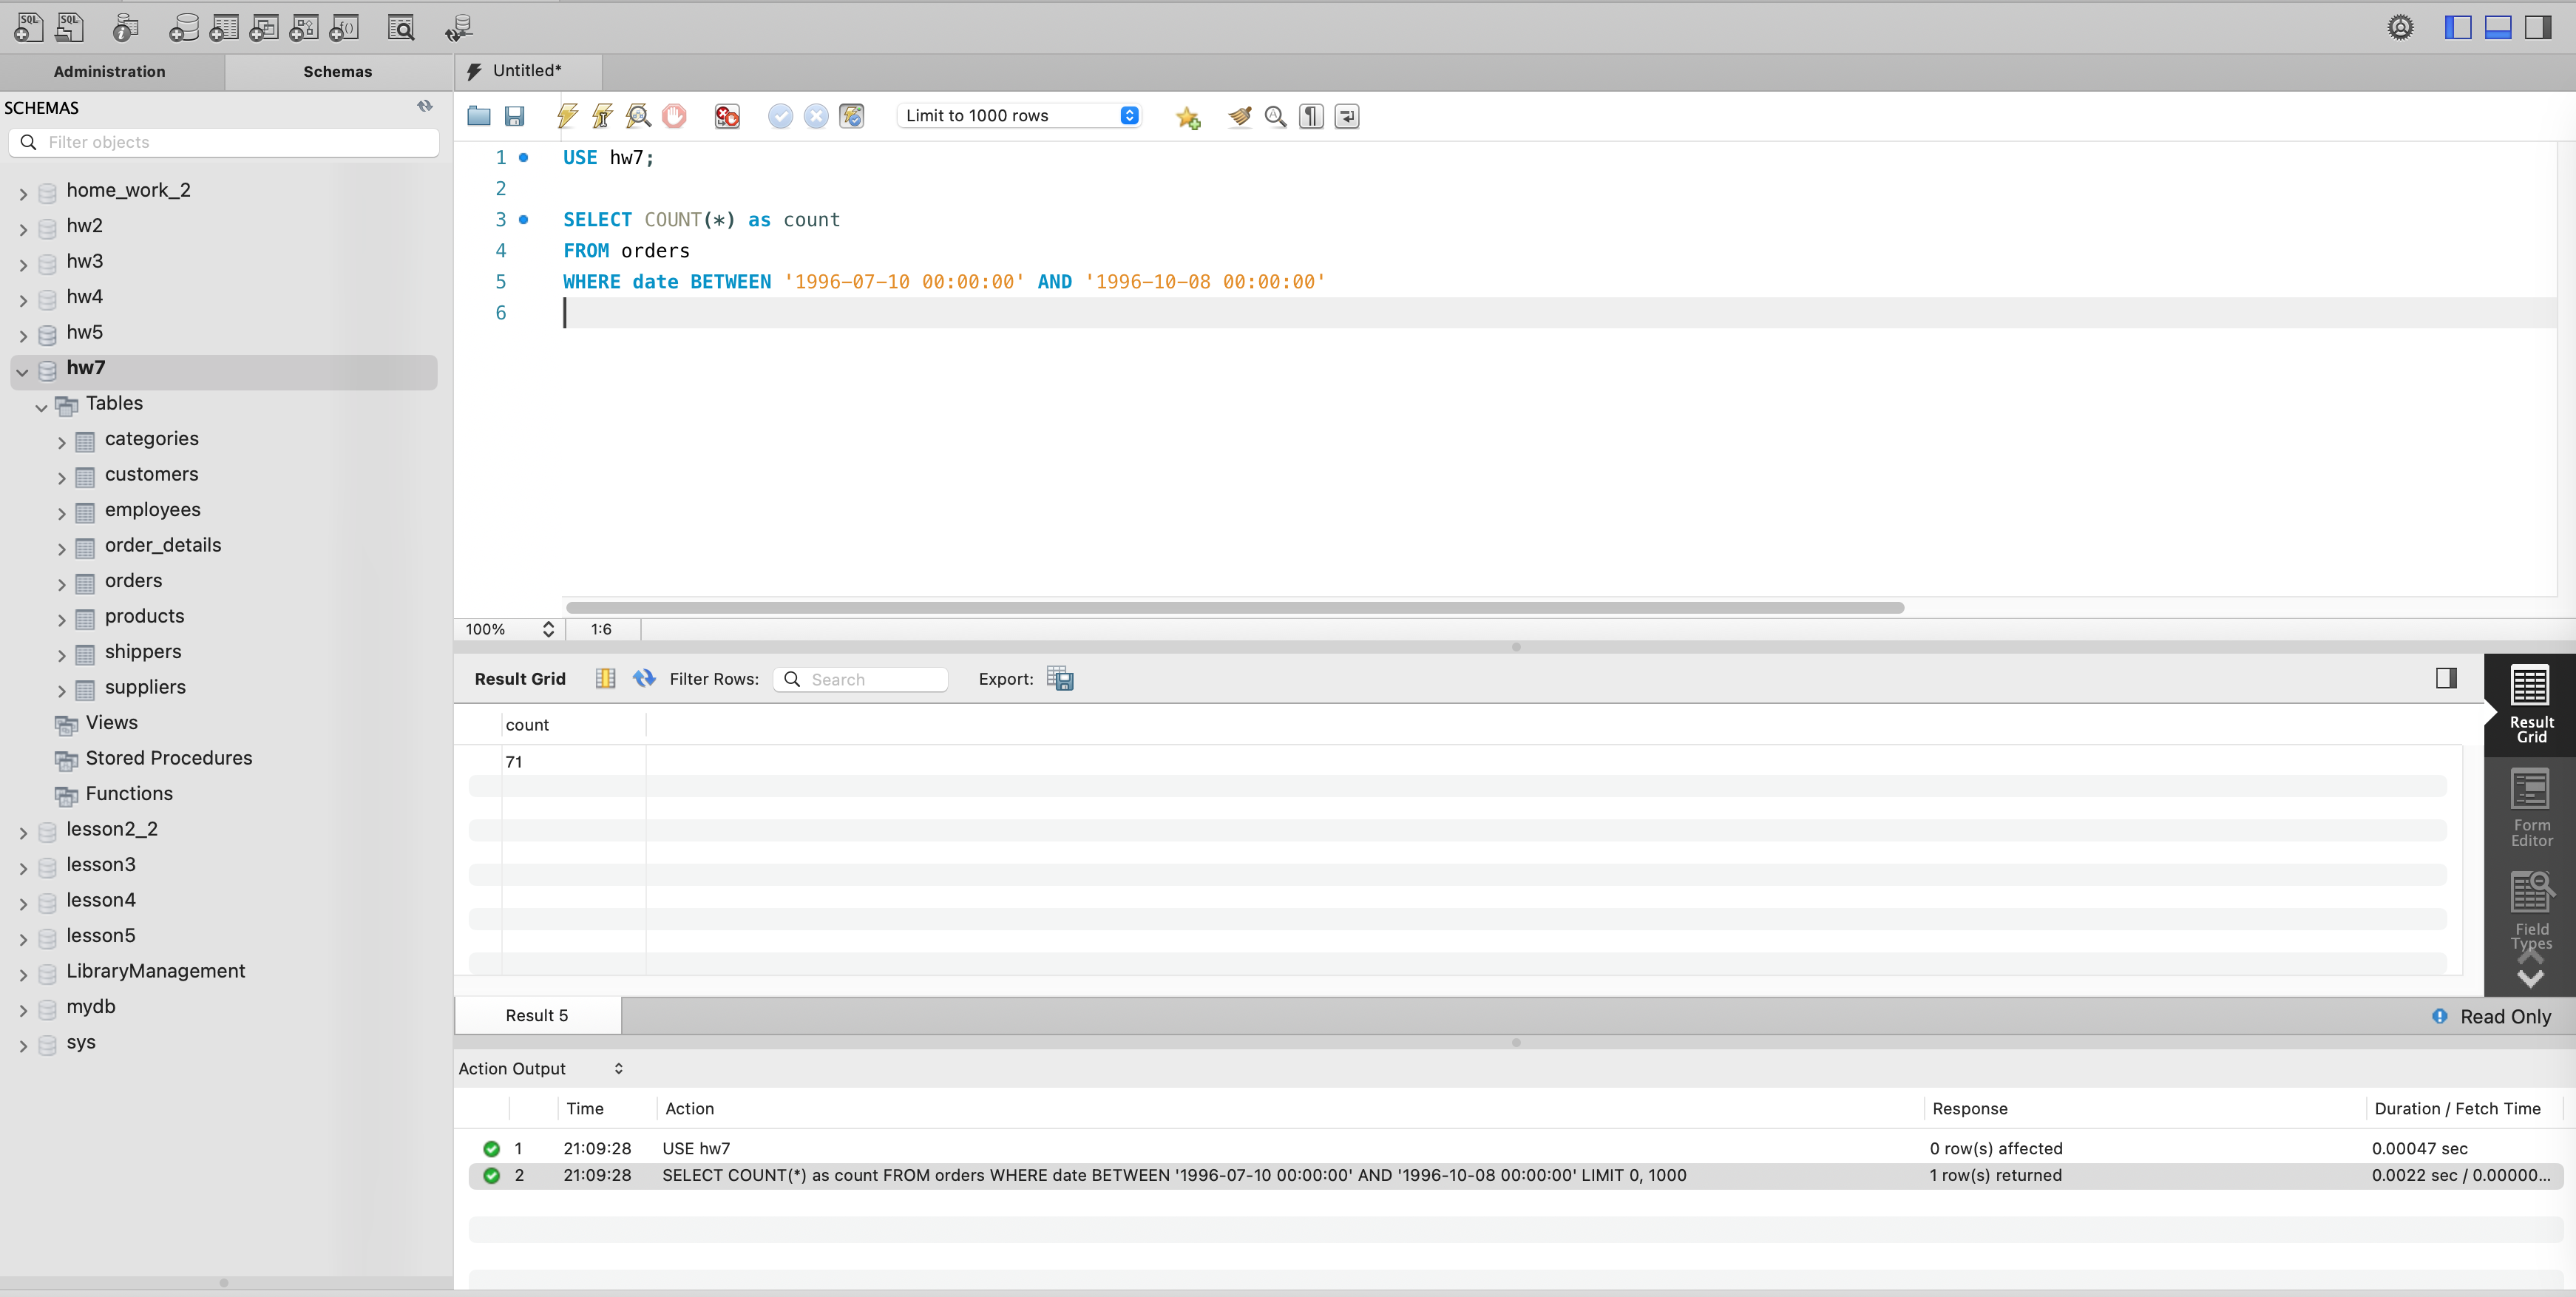 Administration
Schemas
Untitled*
SCHEMAS
Filter objects
home_work_2
hw2
hw3
hw4
hw5
hw7
Tables
categories
customers
employees
order_details
orders
products
shippers
suppliers
Views
Stored Procedures
Functions
lesson2_2
lesson3
lesson4
lesson5
LibraryManagement
mydb
sys
Limit to 1000 rows
1 USE hw7;
2
3 SELECT COUNT(*) as count
4 FROM orders
5 WHERE date BETWEEN '1996-07-10 00:00:00' AND '1996-10-08 00:00:00'
6
100% 1:6
Result Grid Filter Rows: Search Export:
count
71
Result
Grid
Form
Editor
Field
Types
Result 5
Read Only
Action Output
Time Action Response Duration / Fetch Time
1 21:09:28 USE hw7 0 row(s) affected 0.00047 sec
2 21:09:28 SELECT COUNT(*) as count FROM orders WHERE date BETWEEN '1996-07-10 00:00:00' AND '1996-10-08 00:00:00' LIMIT 0, 1000 1 row(s) returned 0.0022 sec / 0.00000...